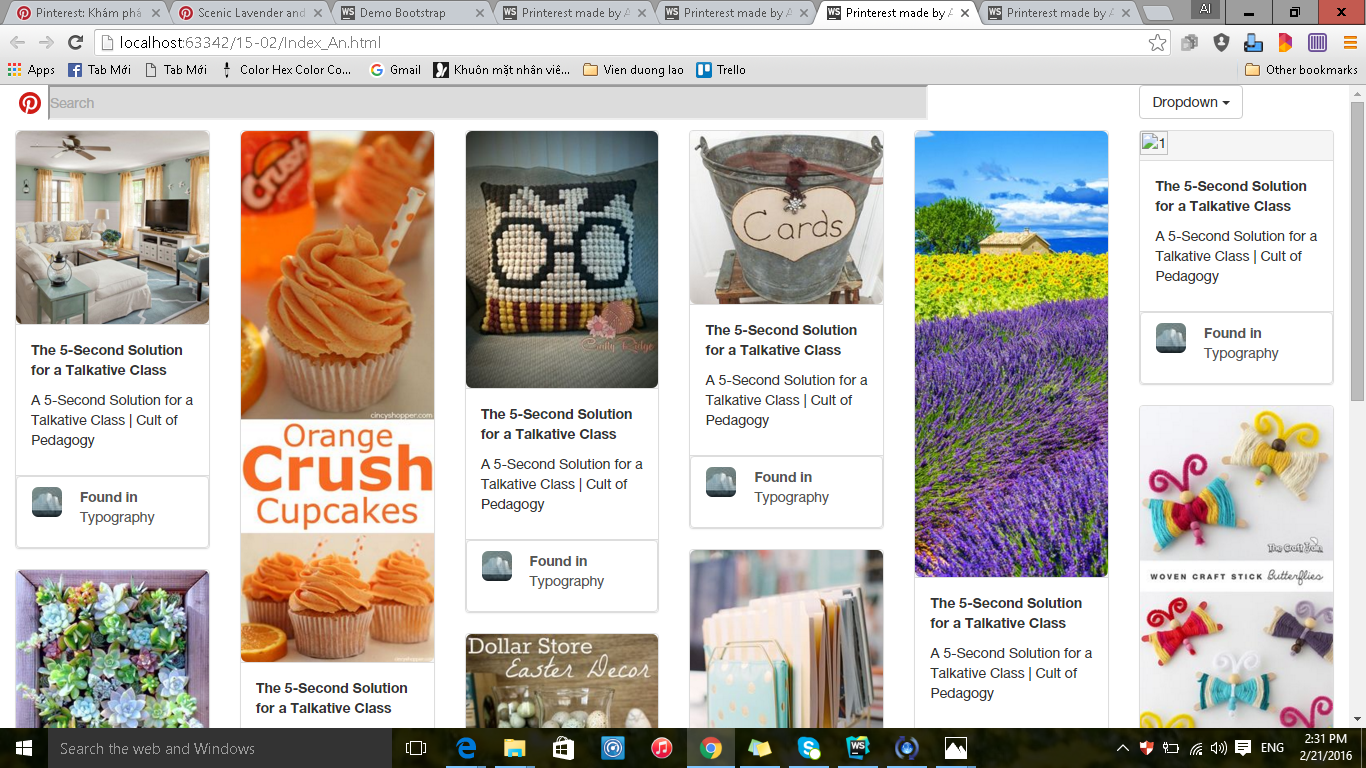 Pinterest: Khám phá
Scenic Lavender and
Demo Bootstrap
Printerest made by A
Printerest made by A
Printerest made by A
Printerest made by A
AI
localhost:63342/15-02/Index_An.html
Apps
Tab Mới
Tab Mới
Color Hex Color Co...
Gmail
Khuôn mặt nhân viê...
Vien duong lao
Trello
Other bookmarks
Search
Dropdown
The 5-Second Solution
for a Talkative Class
A 5-Second Solution for a
Talkative Class | Cult of
Pedagogy
Found in
Typography
Crush
cincyshopper.com
Orange
Crush
Cupcakes
cincyshopper.com
The 5-Second Solution
for a Talkative Class
Crafty Ridge
The 5-Second Solution
for a Talkative Class
A 5-Second Solution for a
Talkative Class | Cult of
Pedagogy
Found in
Typography
Dollar Store
Easter Decor
Cards
The 5-Second Solution
for a Talkative Class
A 5-Second Solution for a
Talkative Class | Cult of
Pedagogy
Found in
Typography
The 5-Second Solution
for a Talkative Class
A 5-Second Solution for a
Talkative Class | Cult of
Pedagogy
1
The 5-Second Solution
for a Talkative Class
A 5-Second Solution for a
Talkative Class | Cult of
Pedagogy
Found in
Typography
The Craft Train
WOVEN CRAFT STICK Butterflies
Search the web and Windows
ENG
2:31 PM
2/21/2016